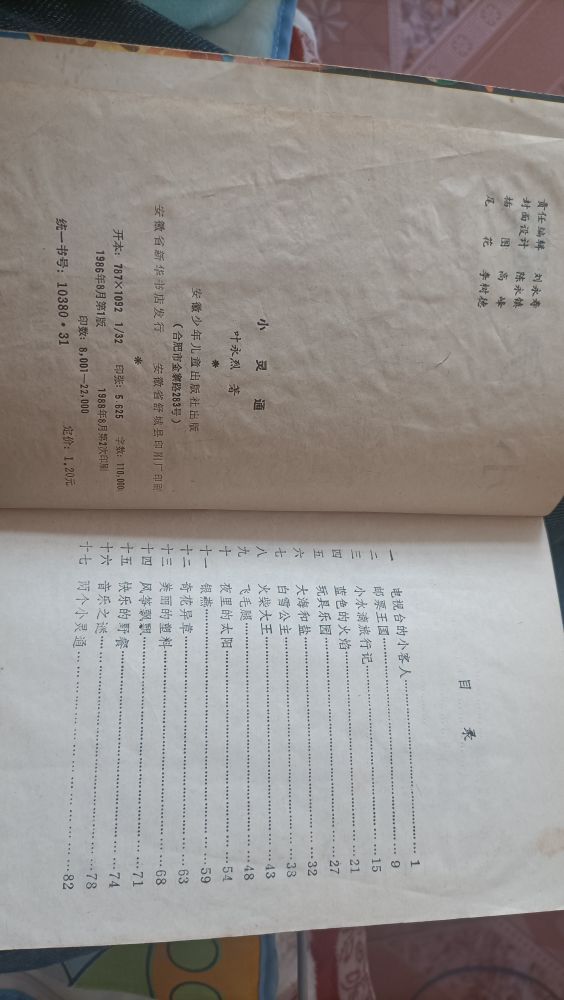 责任编辑 刘永寿
封面设计 陈永镇
插 图 高 峰
尾 花 李树德
小 灵 通
叶永烈 著
*
安徽少年儿童出版社出版
(合肥市金寨路283号)
安徽省新华书店发行 安徽省舒城县印刷厂印刷
*
开本:787×1092 1/32 印张:5.625 字数:110,000
1986年8月第1版 1988年8月第2次印刷
印数:8,001—22,000
统一书号:10380·31 定价:1.20元
目 录
一 电视台的小客人……1
二 邮票王国……9
三 小水滴旅行记……15
四 蓝色的火焰……21
五 玩具乐园……27
六 大海和盐……32
七 白雪公主……38
八 火柴大王……43
九 飞毛腿……48
十 夜里的太阳……54
十一 银燕……59
十二 奇花异草……63
十三 美丽的塑料……68
十四 风筝飘飘……71
十五 快乐的野餐……74
十六 音乐之谜……78
十七 两个小灵通……82